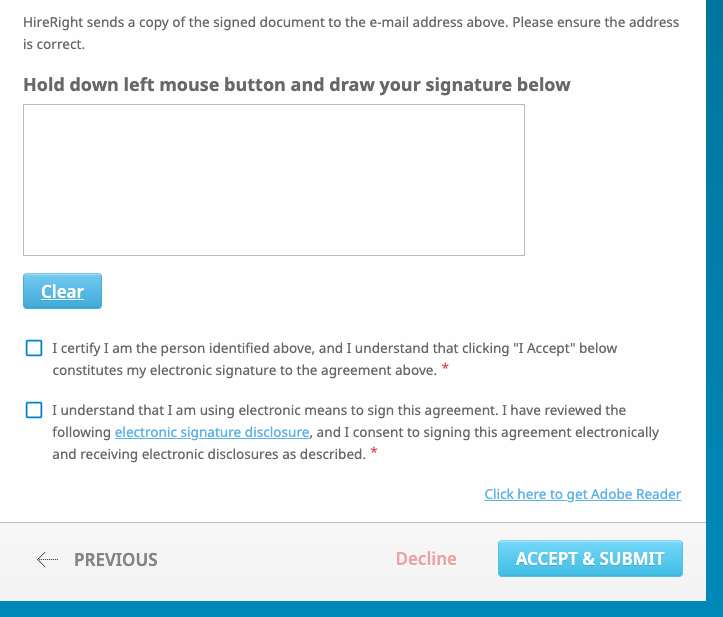 HireRight sends a copy of the signed document to the e-mail address above. Please ensure the address
is correct.
Hold down left mouse button and draw your signature below
Clear
I certify I am the person identified above, and I understand that clicking "I Accept" below
constitutes my electronic signature to the agreement above. *
I understand that I am using electronic means to sign this agreement. I have reviewed the
following electronic signature disclosure, and I consent to signing this agreement electronically
and receiving electronic disclosures as described. *
Click here to get Adobe Reader
PREVIOUS
Decline
ACCEPT & SUBMIT